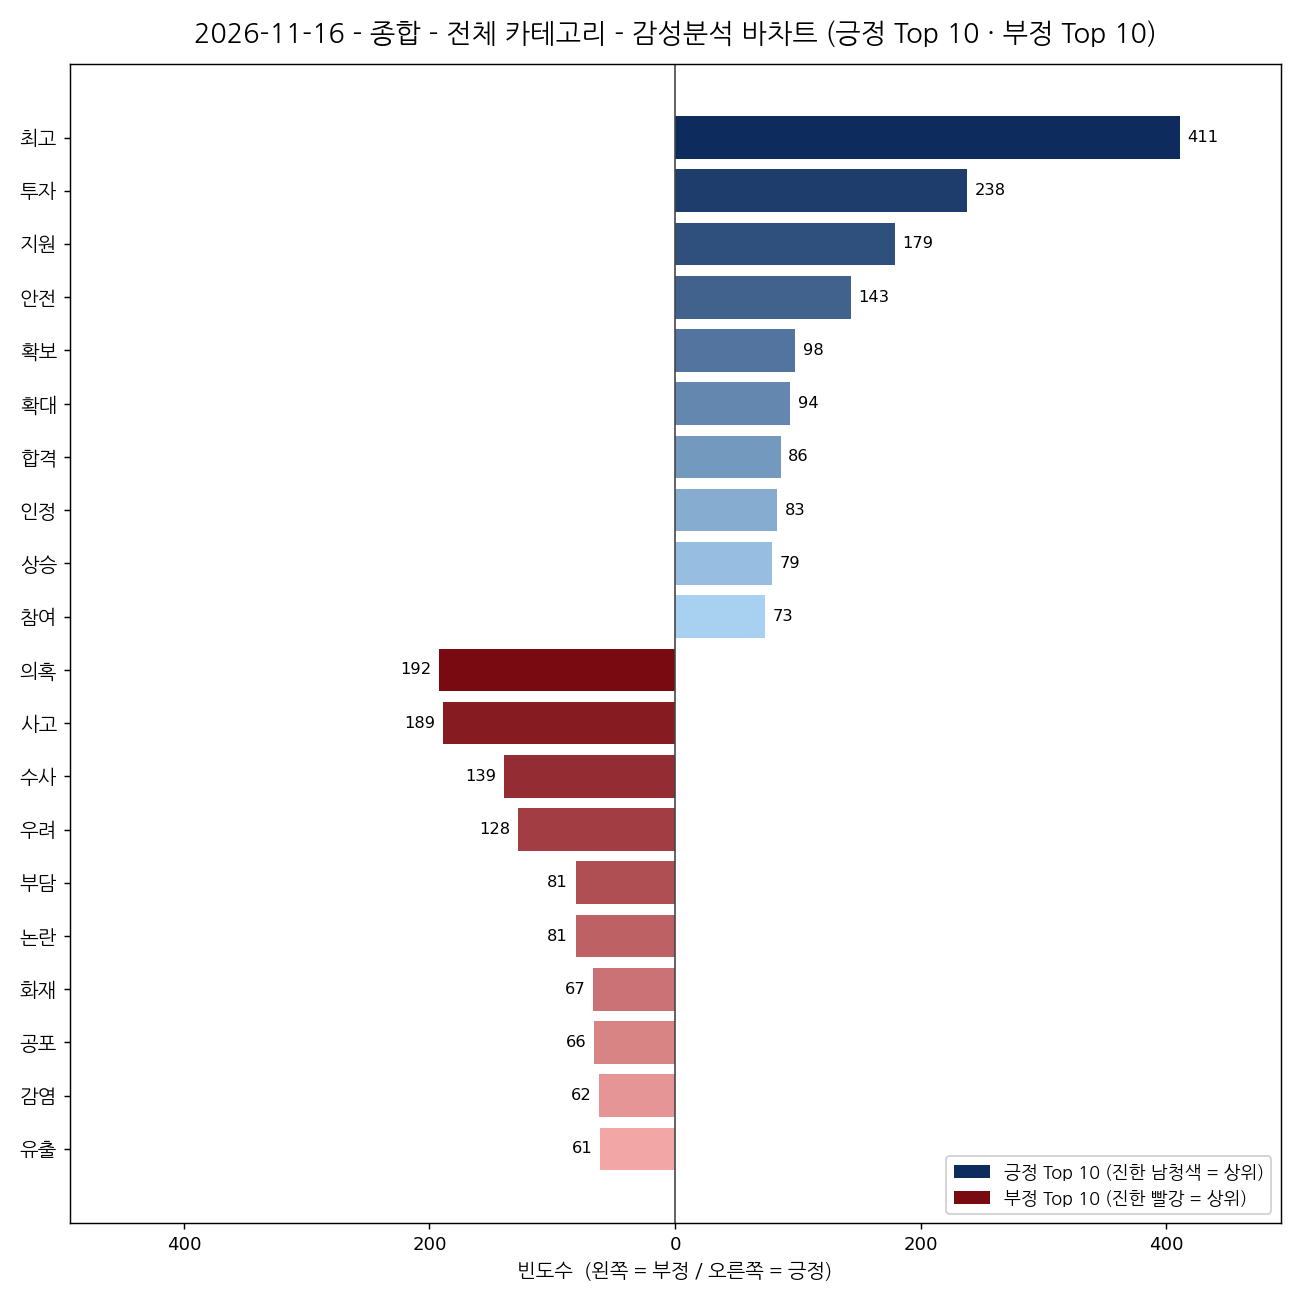 2026-11-16 - 종합 - 전체 카테고리 - 감성분석 바차트 (긍정 Top 10 · 부정 Top 10)
최고 411
투자 238
지원 179
안전 143
확보 98
확대 94
합격 86
인정 83
상승 79
참여 73
의혹 192
사고 189
수사 139
우려 128
부담 81
논란 81
화재 67
공포 66
감염 62
유출 61
긍정 Top 10 (진한 남청색 = 상위)
부정 Top 10 (진한 빨강 = 상위)
400 200 0 200 400
빈도수 (왼쪽 = 부정 / 오른쪽 = 긍정)